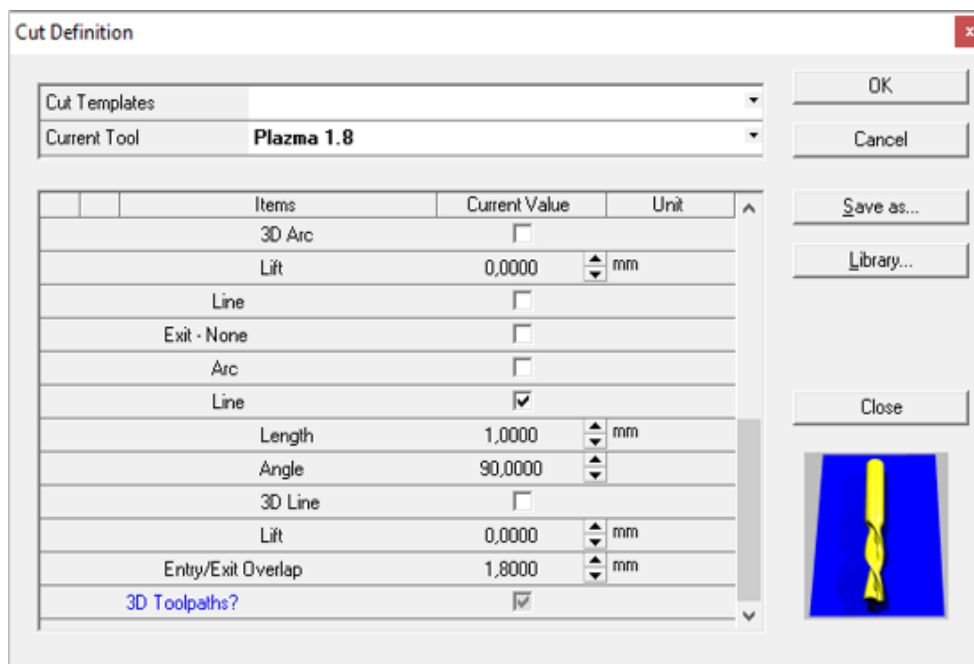 Cut Definition
x
Cut Templates
Current Tool Plazma 1.8
OK
Cancel
Save as...
Library...
Close
Items Current Value Unit
3D Arc
Lift 0,0000 mm
Line
Exit - None
Arc
Line
Length 1,0000 mm
Angle 90,0000
3D Line
Lift 0,0000 mm
Entry/Exit Overlap 1,8000 mm
3D Toolpaths?